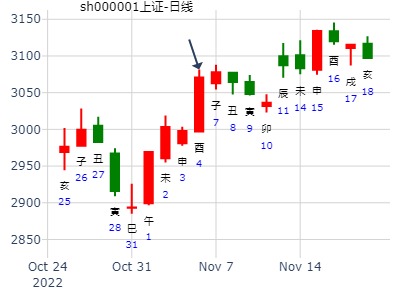 sh000001上证-日线
3150
3100
3050
3000
2950
2900
2850
亥
25
子
26
丑
27
寅
28
巳
31
午
1
未
2
申
3
酉
4
子
7
丑
8
寅
9
卯
10
辰
11
未
14
申
15
酉
16
戌
17
亥
18
Oct 24
2022
Oct 31
Nov 7
Nov 14